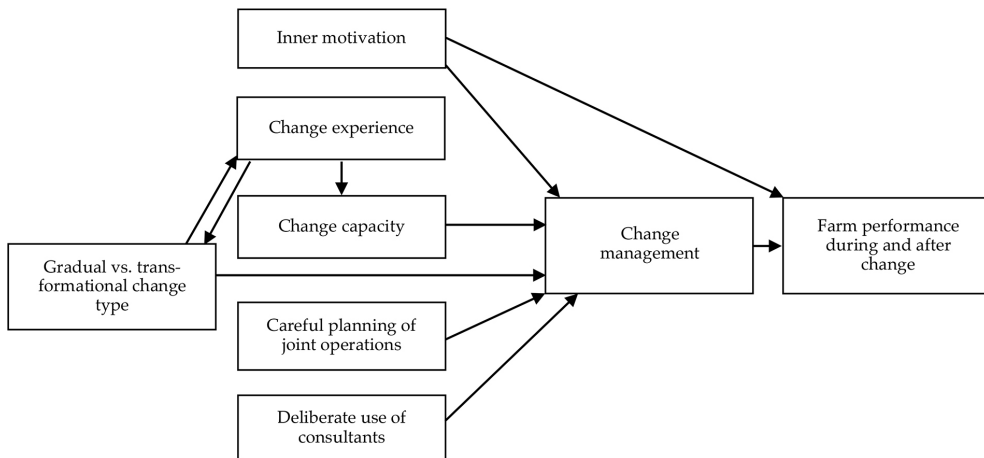 Inner motivation
Change experience
Change capacity
Gradual vs. trans-
formational change
type
Careful planning of
joint operations
Deliberate use of
consultants
Change
management
Farm performance
during and after
change